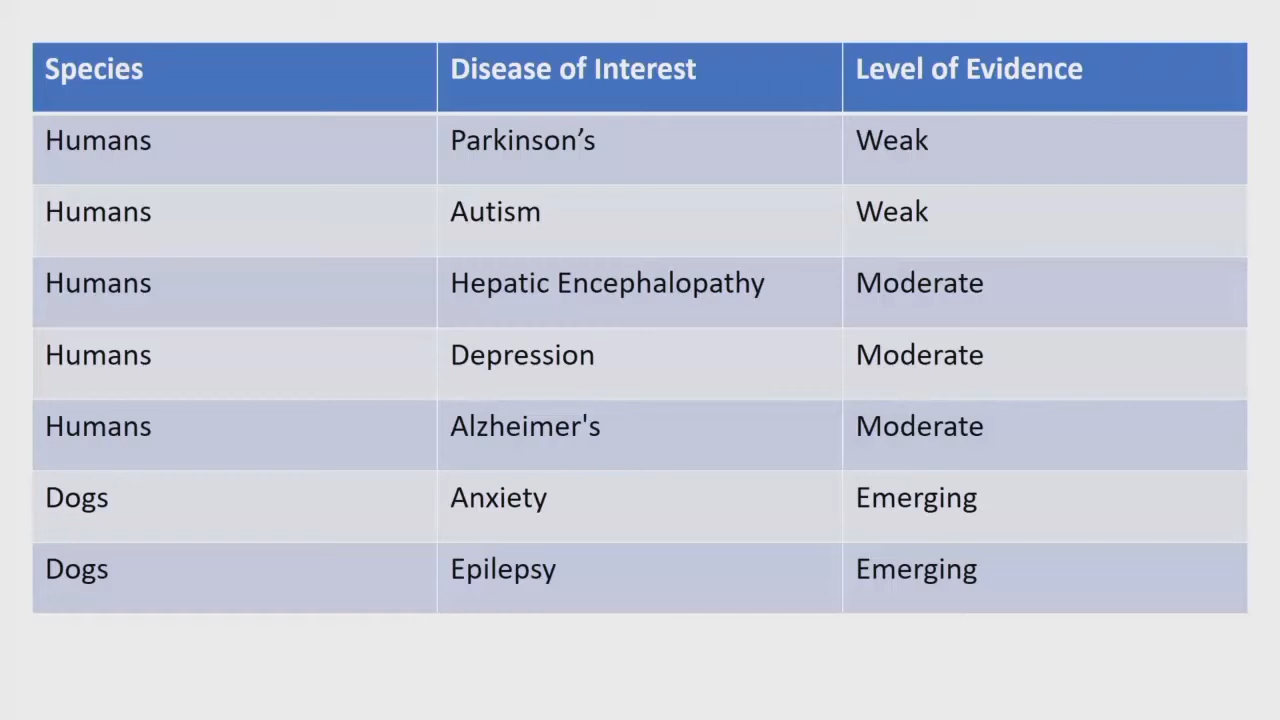 Species Disease of Interest Level of Evidence
Humans Parkinson’s Weak
Humans Autism Weak
Humans Hepatic Encephalopathy Moderate
Humans Depression Moderate
Humans Alzheimer's Moderate
Dogs Anxiety Emerging
Dogs Epilepsy Emerging